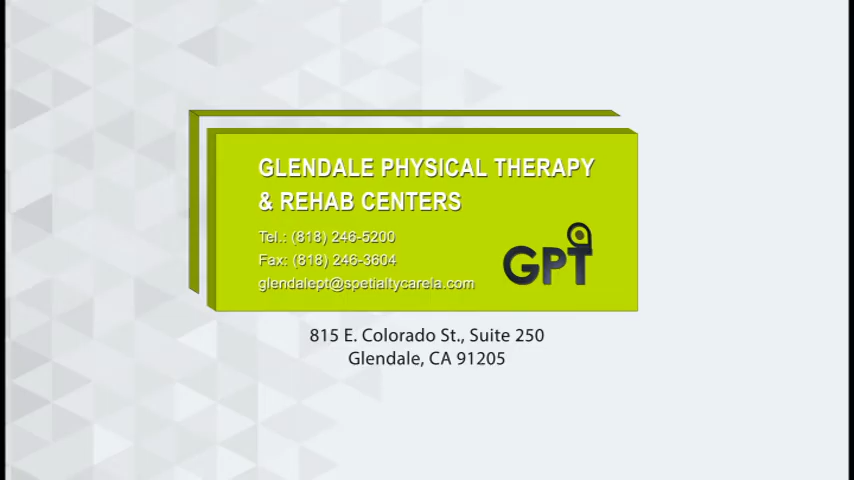 GLENDALE PHYSICAL THERAPY
& REHAB CENTERS
Tel.: (818) 246-5200
Fax: (818) 246-3604
glendalept@spetialtycarela.com
GPT
815 E. Colorado St., Suite 250
Glendale, CA 91205